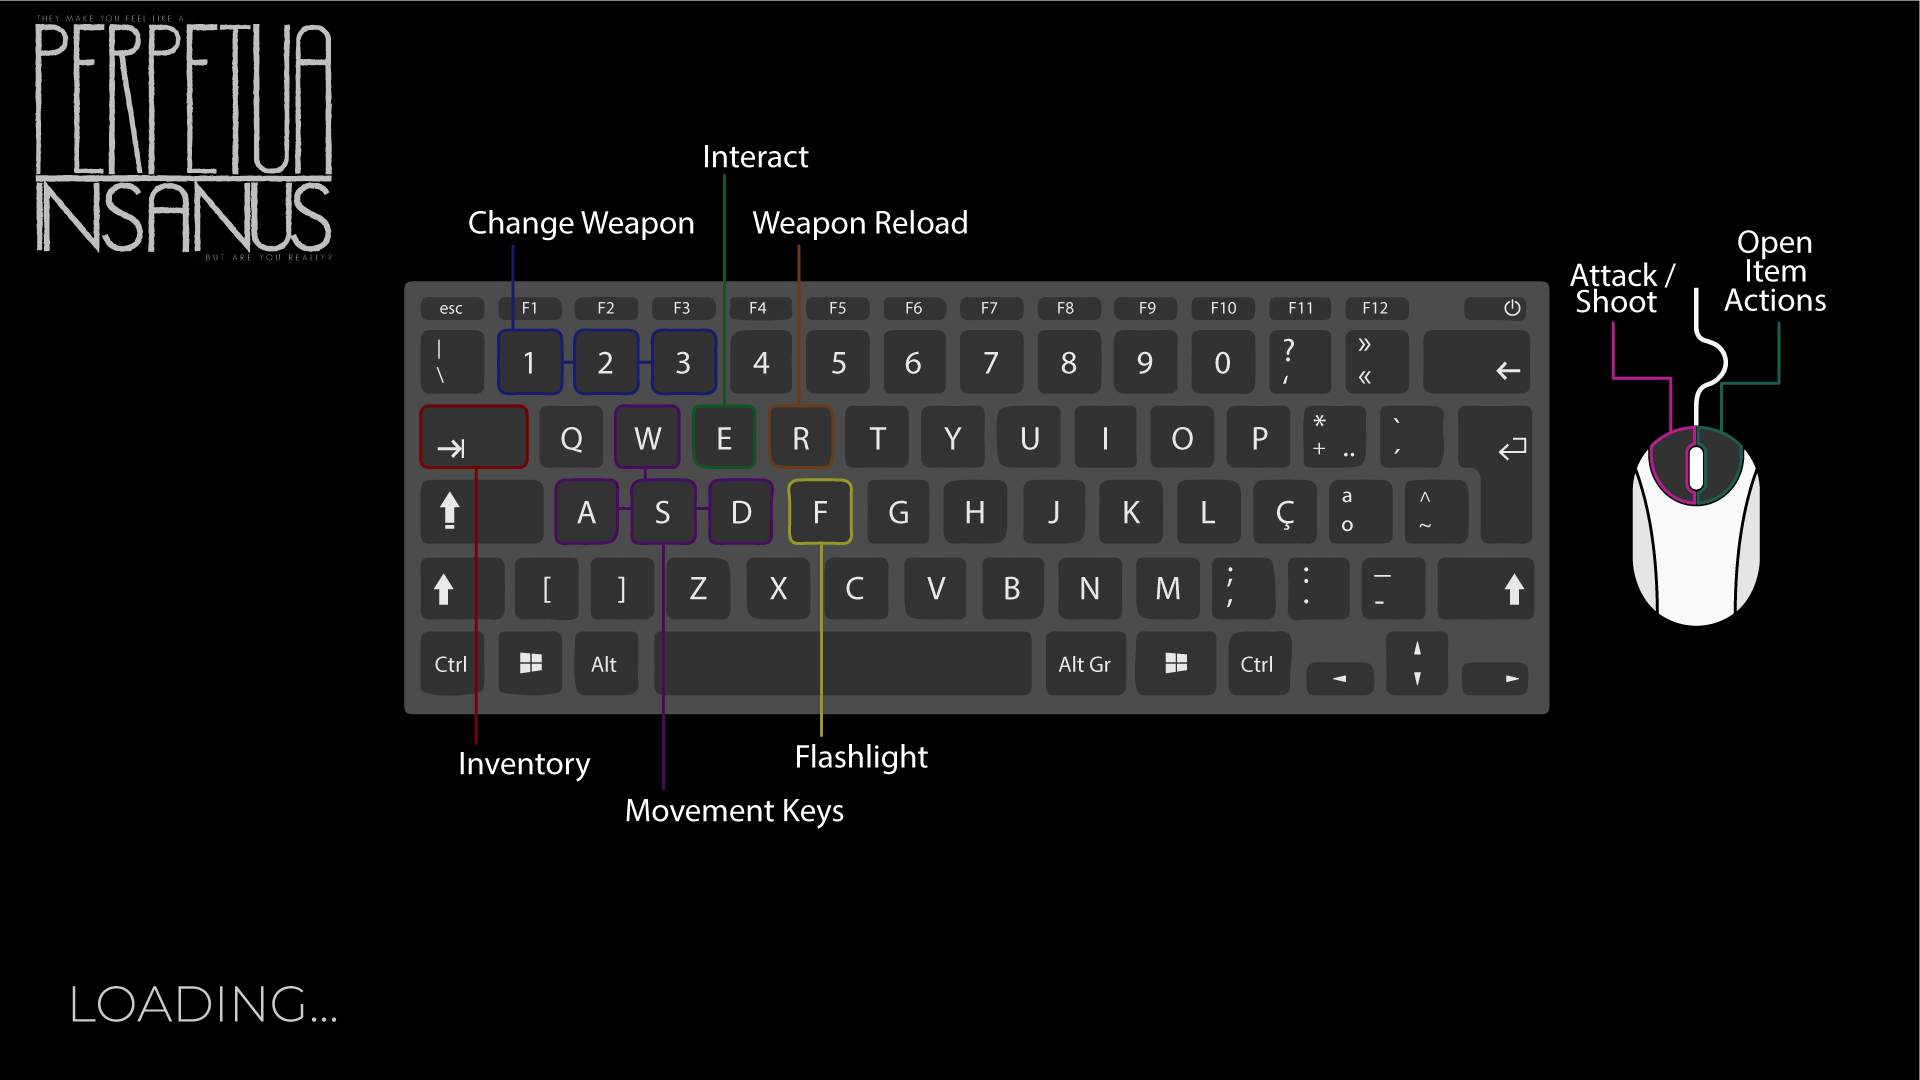 THEY MAKE YOU FEEL LIKE A
PERPETUA
INSANUS
...BUT ARE YOU REALLY?
Interact
Change Weapon
Weapon Reload
Attack /
Shoot
Open
Item
Actions
esc F1 F2 F3 F4 F5 F6 F7 F8 F9 F10 F11 F12
| \ 1 2 3 4 5 6 7 8 9 0 ? ' » «
Q W E R T Y U I O P * + ¨ ` ´
A S D F G H J K L Ç a o ^ ~
[ ] Z X C V B N M ; , : . _ -
Ctrl Alt Alt Gr Ctrl
Inventory
Flashlight
Movement Keys
LOADING...